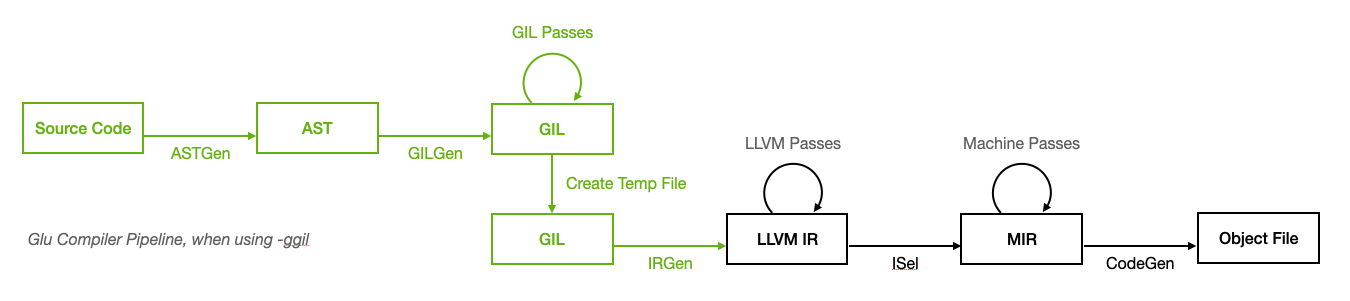 GIL Passes
Source Code
AST
GIL
ASTGen
GILGen
LLVM Passes
Machine Passes
Create Temp File
Glu Compiler Pipeline, when using -ggil
GIL
LLVM IR
MIR
Object File
IRGen
ISel
CodeGen